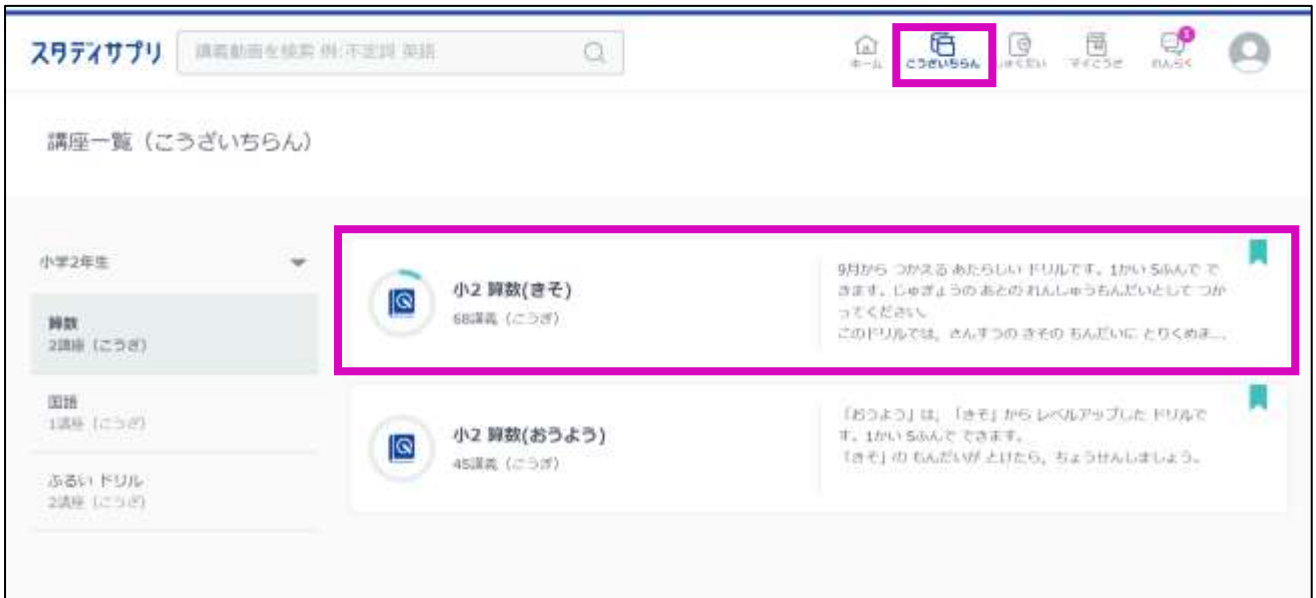 スタディサプリ
講義動画を検索 例:不定詞 英語
ホーム
こうざいちらん
しゅくだい
マイこうざ
れんらく
講座一覧（こうざいちらん）
小学2年生
算数
2講座（こうざ）
国語
1講座（こうざ）
ふるい ドリル
2講座（こうざ）
小2 算数(きそ)
68講義（こうぎ）
9月から つかえる あたらしい ドリルです。1かい 5ふんで で
きます。じゅぎょうの あとの れんしゅうもんだいとして つか
ってください。
このドリルでは、さんすうの きその もんだいに とりくめま...
小2 算数(おうよう)
45講義（こうぎ）
「おうよう」は、「きそ」から レベルアップした ドリルで
す。1かい 5ふんで できます。
「きそ」の もんだいが とけたら、ちょうせんしましょう。